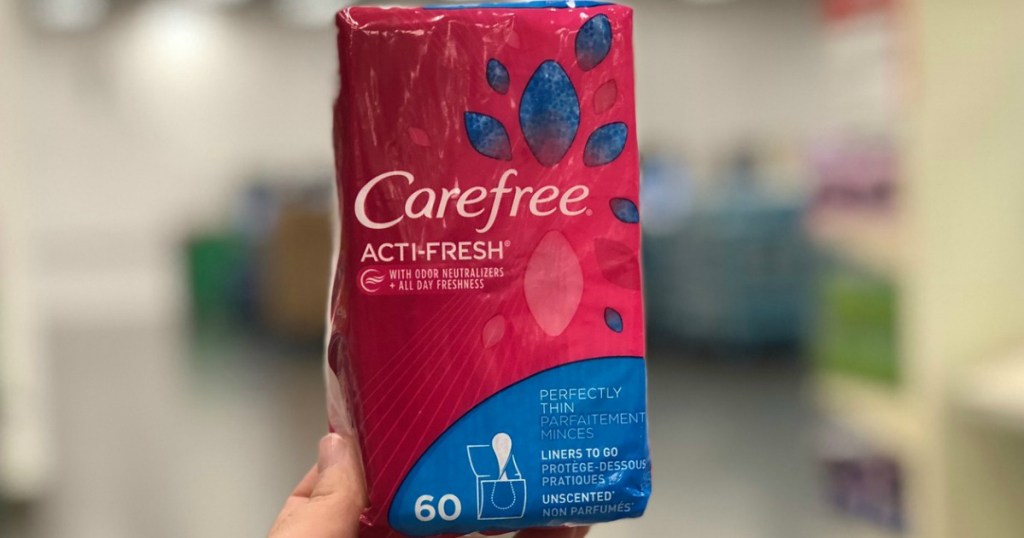 Carefree®
ACTI-FRESH®
WITH ODOR NEUTRALIZERS
+ ALL DAY FRESHNESS
PERFECTLY
THIN
PARFAITEMENT
MINCES
LINERS TO GO
PROTÈGE-DESSOUS
PRATIQUES
60
UNSCENTED*
NON PARFUMÉS*